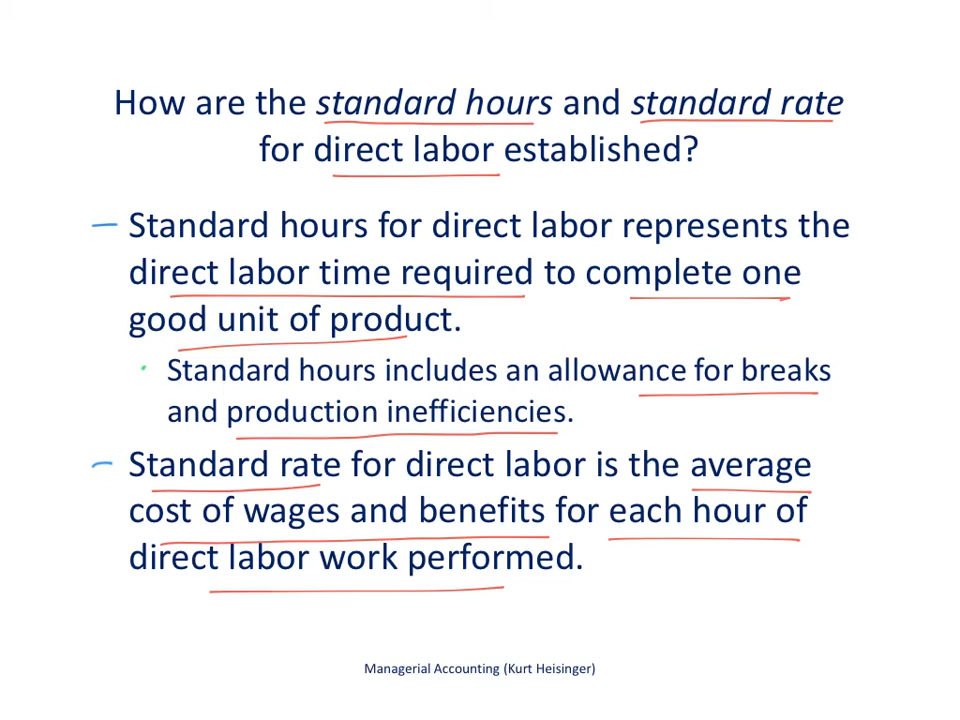 How are the standard hours and standard rate
for direct labor established?
– Standard hours for direct labor represents the
direct labor time required to complete one
good unit of product.
· Standard hours includes an allowance for breaks
and production inefficiencies.
– Standard rate for direct labor is the average
cost of wages and benefits for each hour of
direct labor work performed.
Managerial Accounting (Kurt Heisinger)